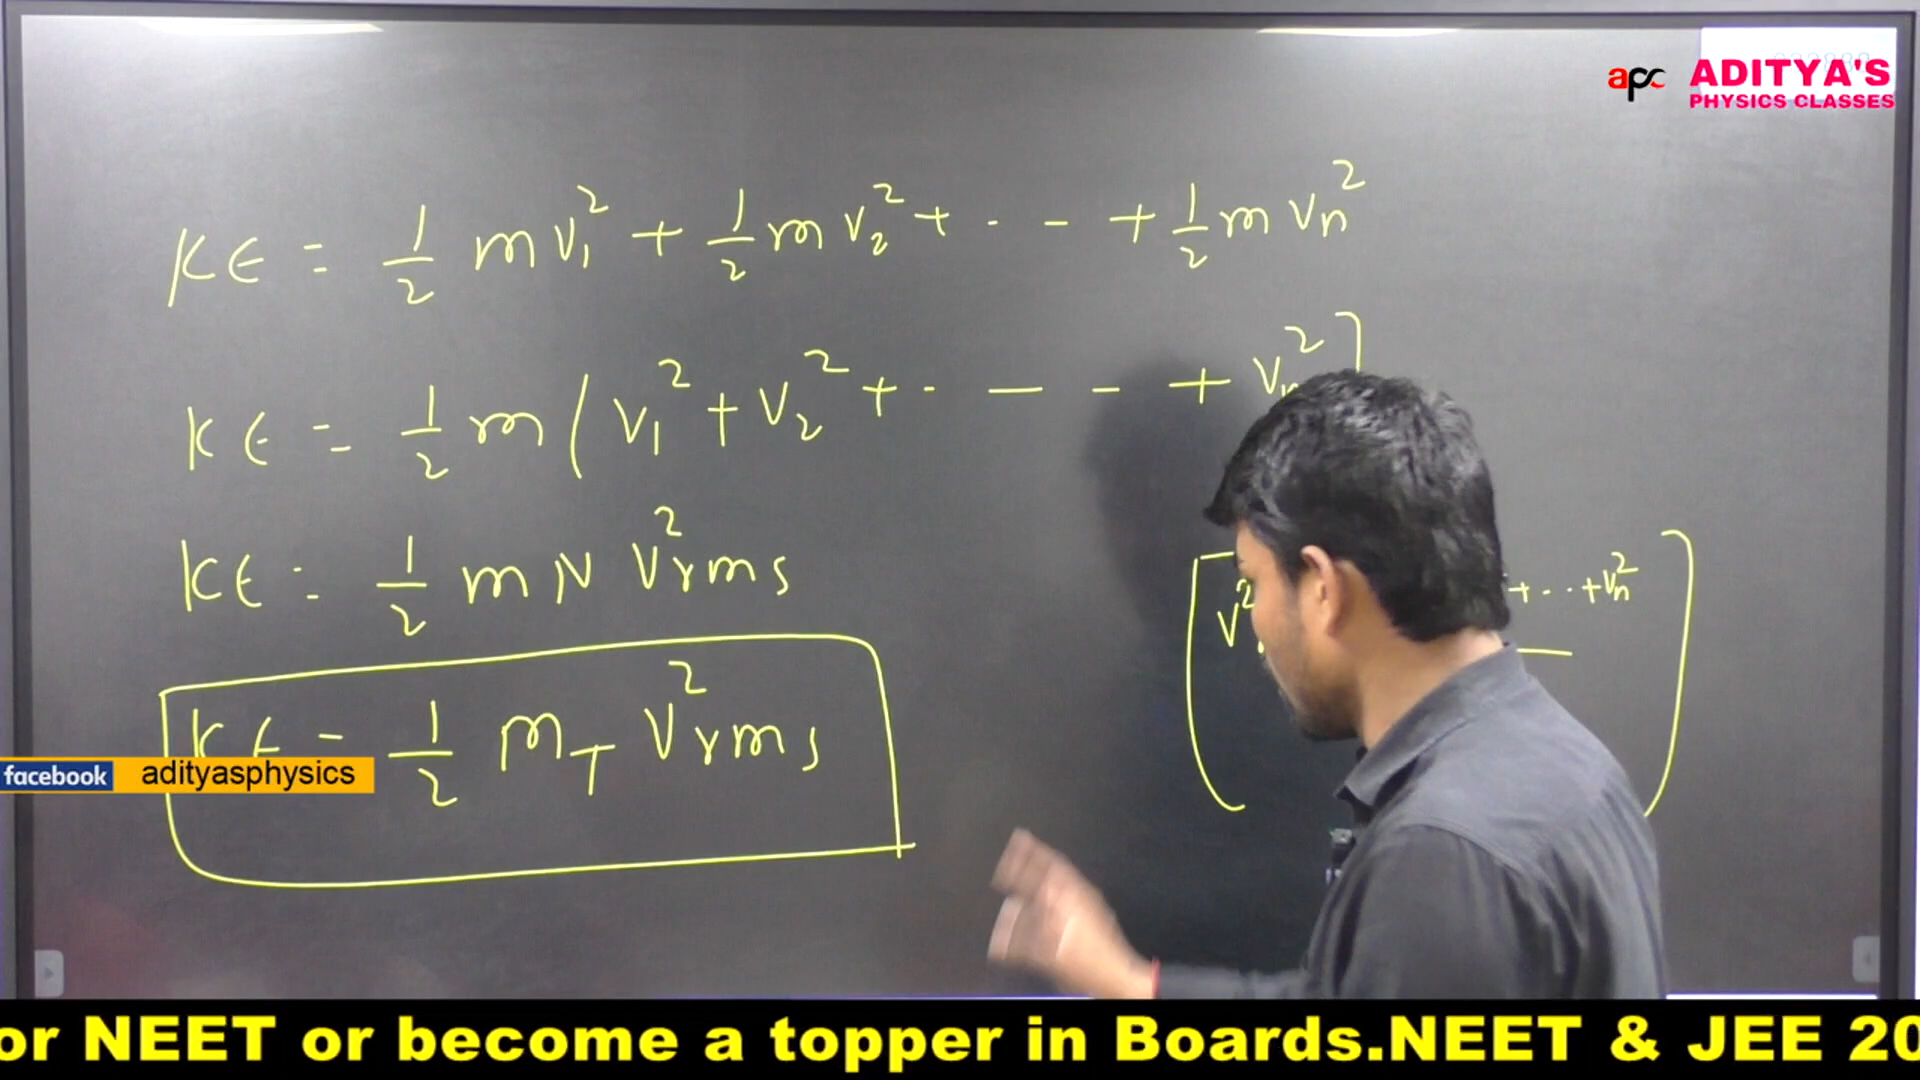 apc ADITYA'S
PHYSICS CLASSES
KE = 1/2 mv₁² + 1/2 mv₂² + · - - + 1/2 mvₙ²
KE = 1/2 m ( v₁² + v₂² + · - - + vₙ² ]
KE = 1/2 m N v²rms
KE = 1/2 m_T v²rms
[ v² + ·· + vₙ² ]
facebook adityasphysics
or NEET or become a topper in Boards.NEET & JEE 20